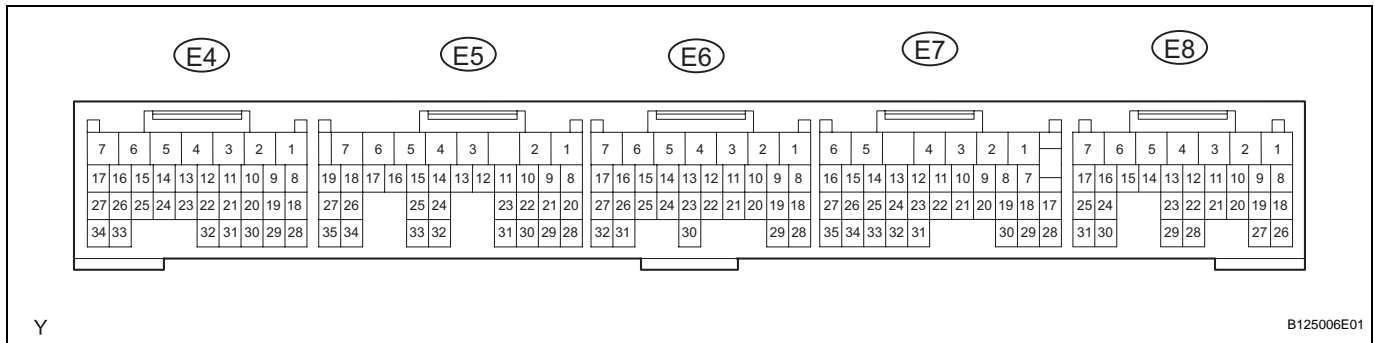 E4 E5 E6 E7 E8
7 6 5 4 3 2 1 7 6 5 4 3 2 1 7 6 5 4 3 2 1 6 5 4 3 2 1 7 6 5 4 3 2 1
17 16 15 14 13 12 11 10 9 8 19 18 17 16 15 14 13 12 11 10 9 8 17 16 15 14 13 12 11 10 9 8 16 15 14 13 12 11 10 9 8 7 17 16 15 14 13 12 11 10 9 8
27 26 25 24 23 22 21 20 19 18 27 26 25 24 23 22 21 20 27 26 25 24 23 22 21 20 19 18 27 26 25 24 23 22 21 20 19 18 17 25 24 23 22 21 20 19 18
34 33 32 31 30 29 28 35 34 33 32 31 30 29 28 32 31 30 29 28 35 34 33 32 31 30 29 28 31 30 29 28 27 26
Y B125006E01